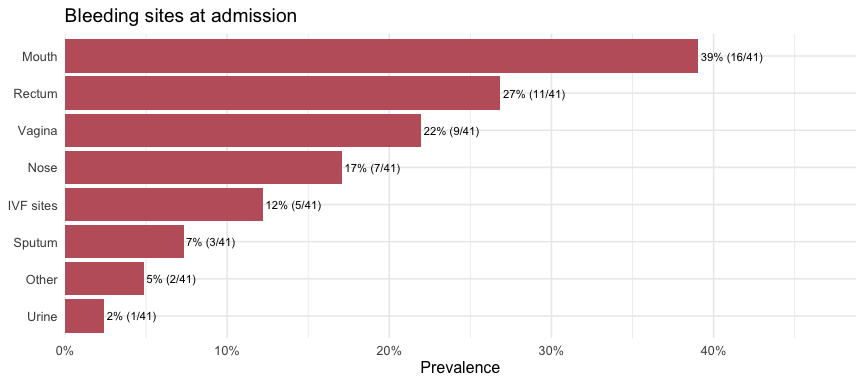 Bleeding sites at admission
Mouth 39% (16/41)
Rectum 27% (11/41)
Vagina 22% (9/41)
Nose 17% (7/41)
IVF sites 12% (5/41)
Sputum 7% (3/41)
Other 5% (2/41)
Urine 2% (1/41)
0% 10% 20% 30% 40%
Prevalence